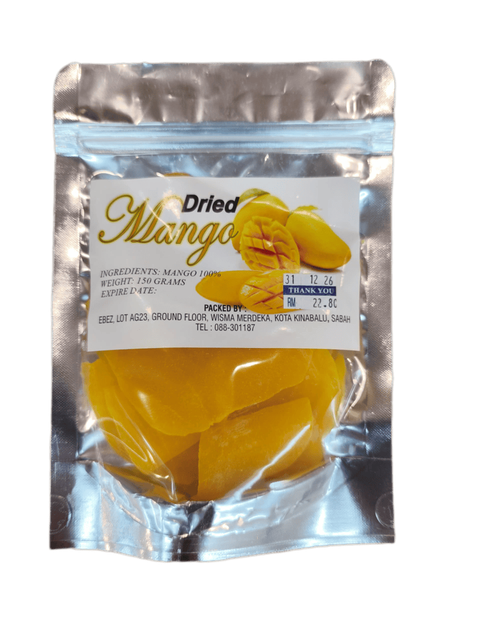 Dried
Mango
INGREDIENTS: MANGO 100%
WEIGHT: 150 GRAMS
EXPIRE DATE:
31 12 26
THANK YOU
RM 22.80
PACKED BY :
EBEZ, LOT AG23, GROUND FLOOR, WISMA MERDEKA, KOTA KINABALU, SABAH
TEL : 088-301187